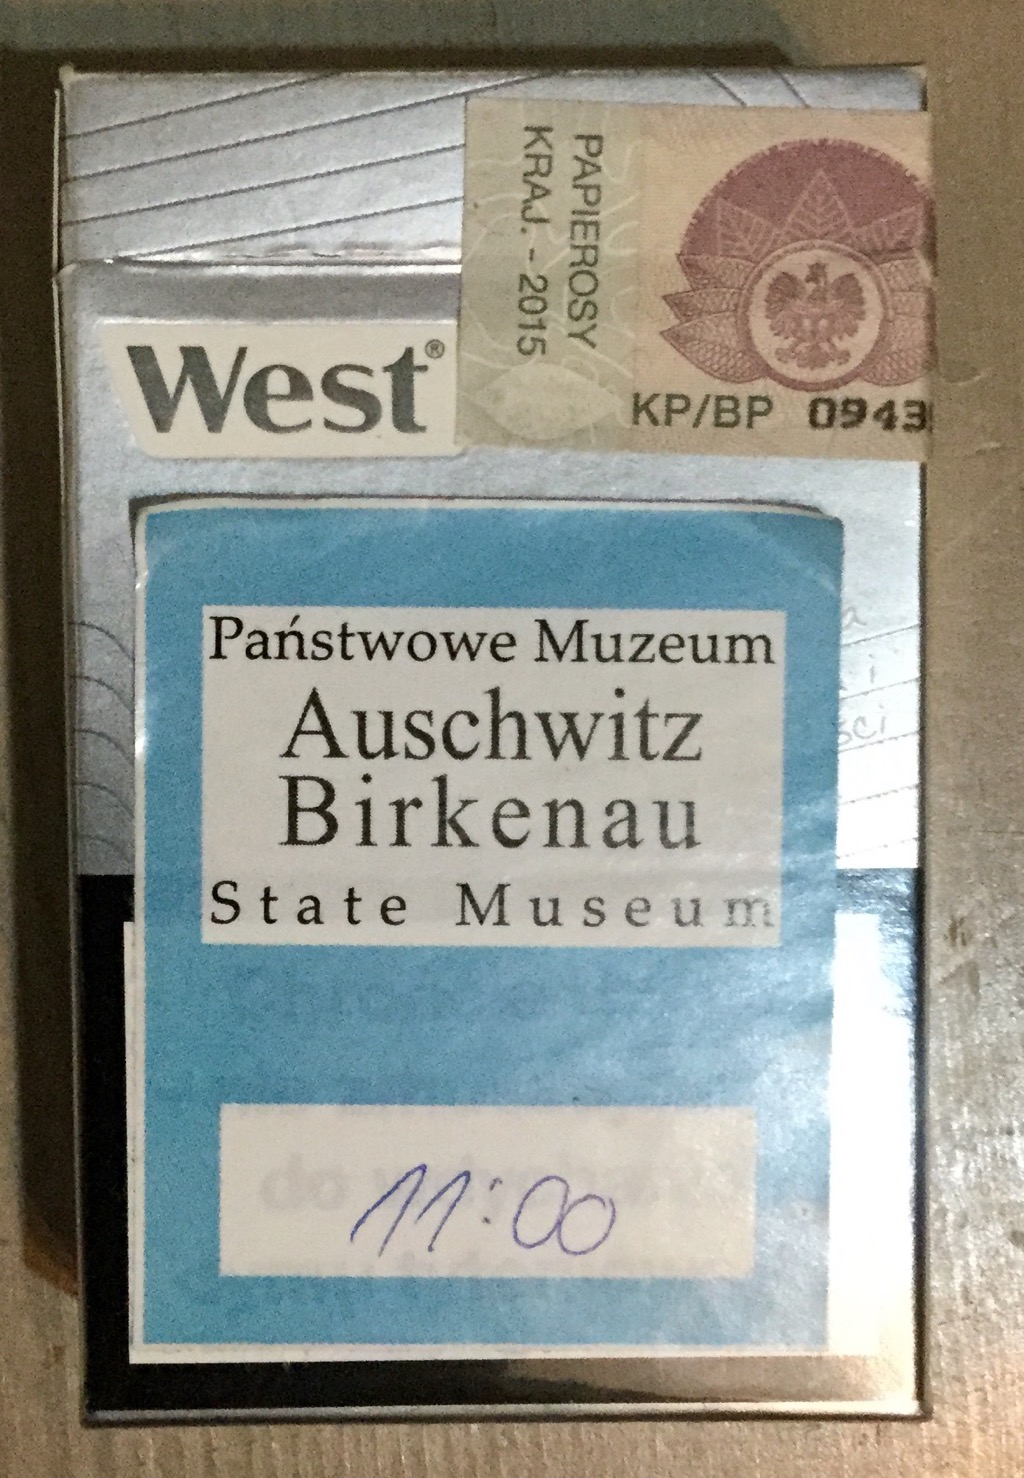 PAPIEROSY
KRAJ. - 2015
KP/BP 0943
West®
Państwowe Muzeum
Auschwitz
Birkenau
State Museum
11:00